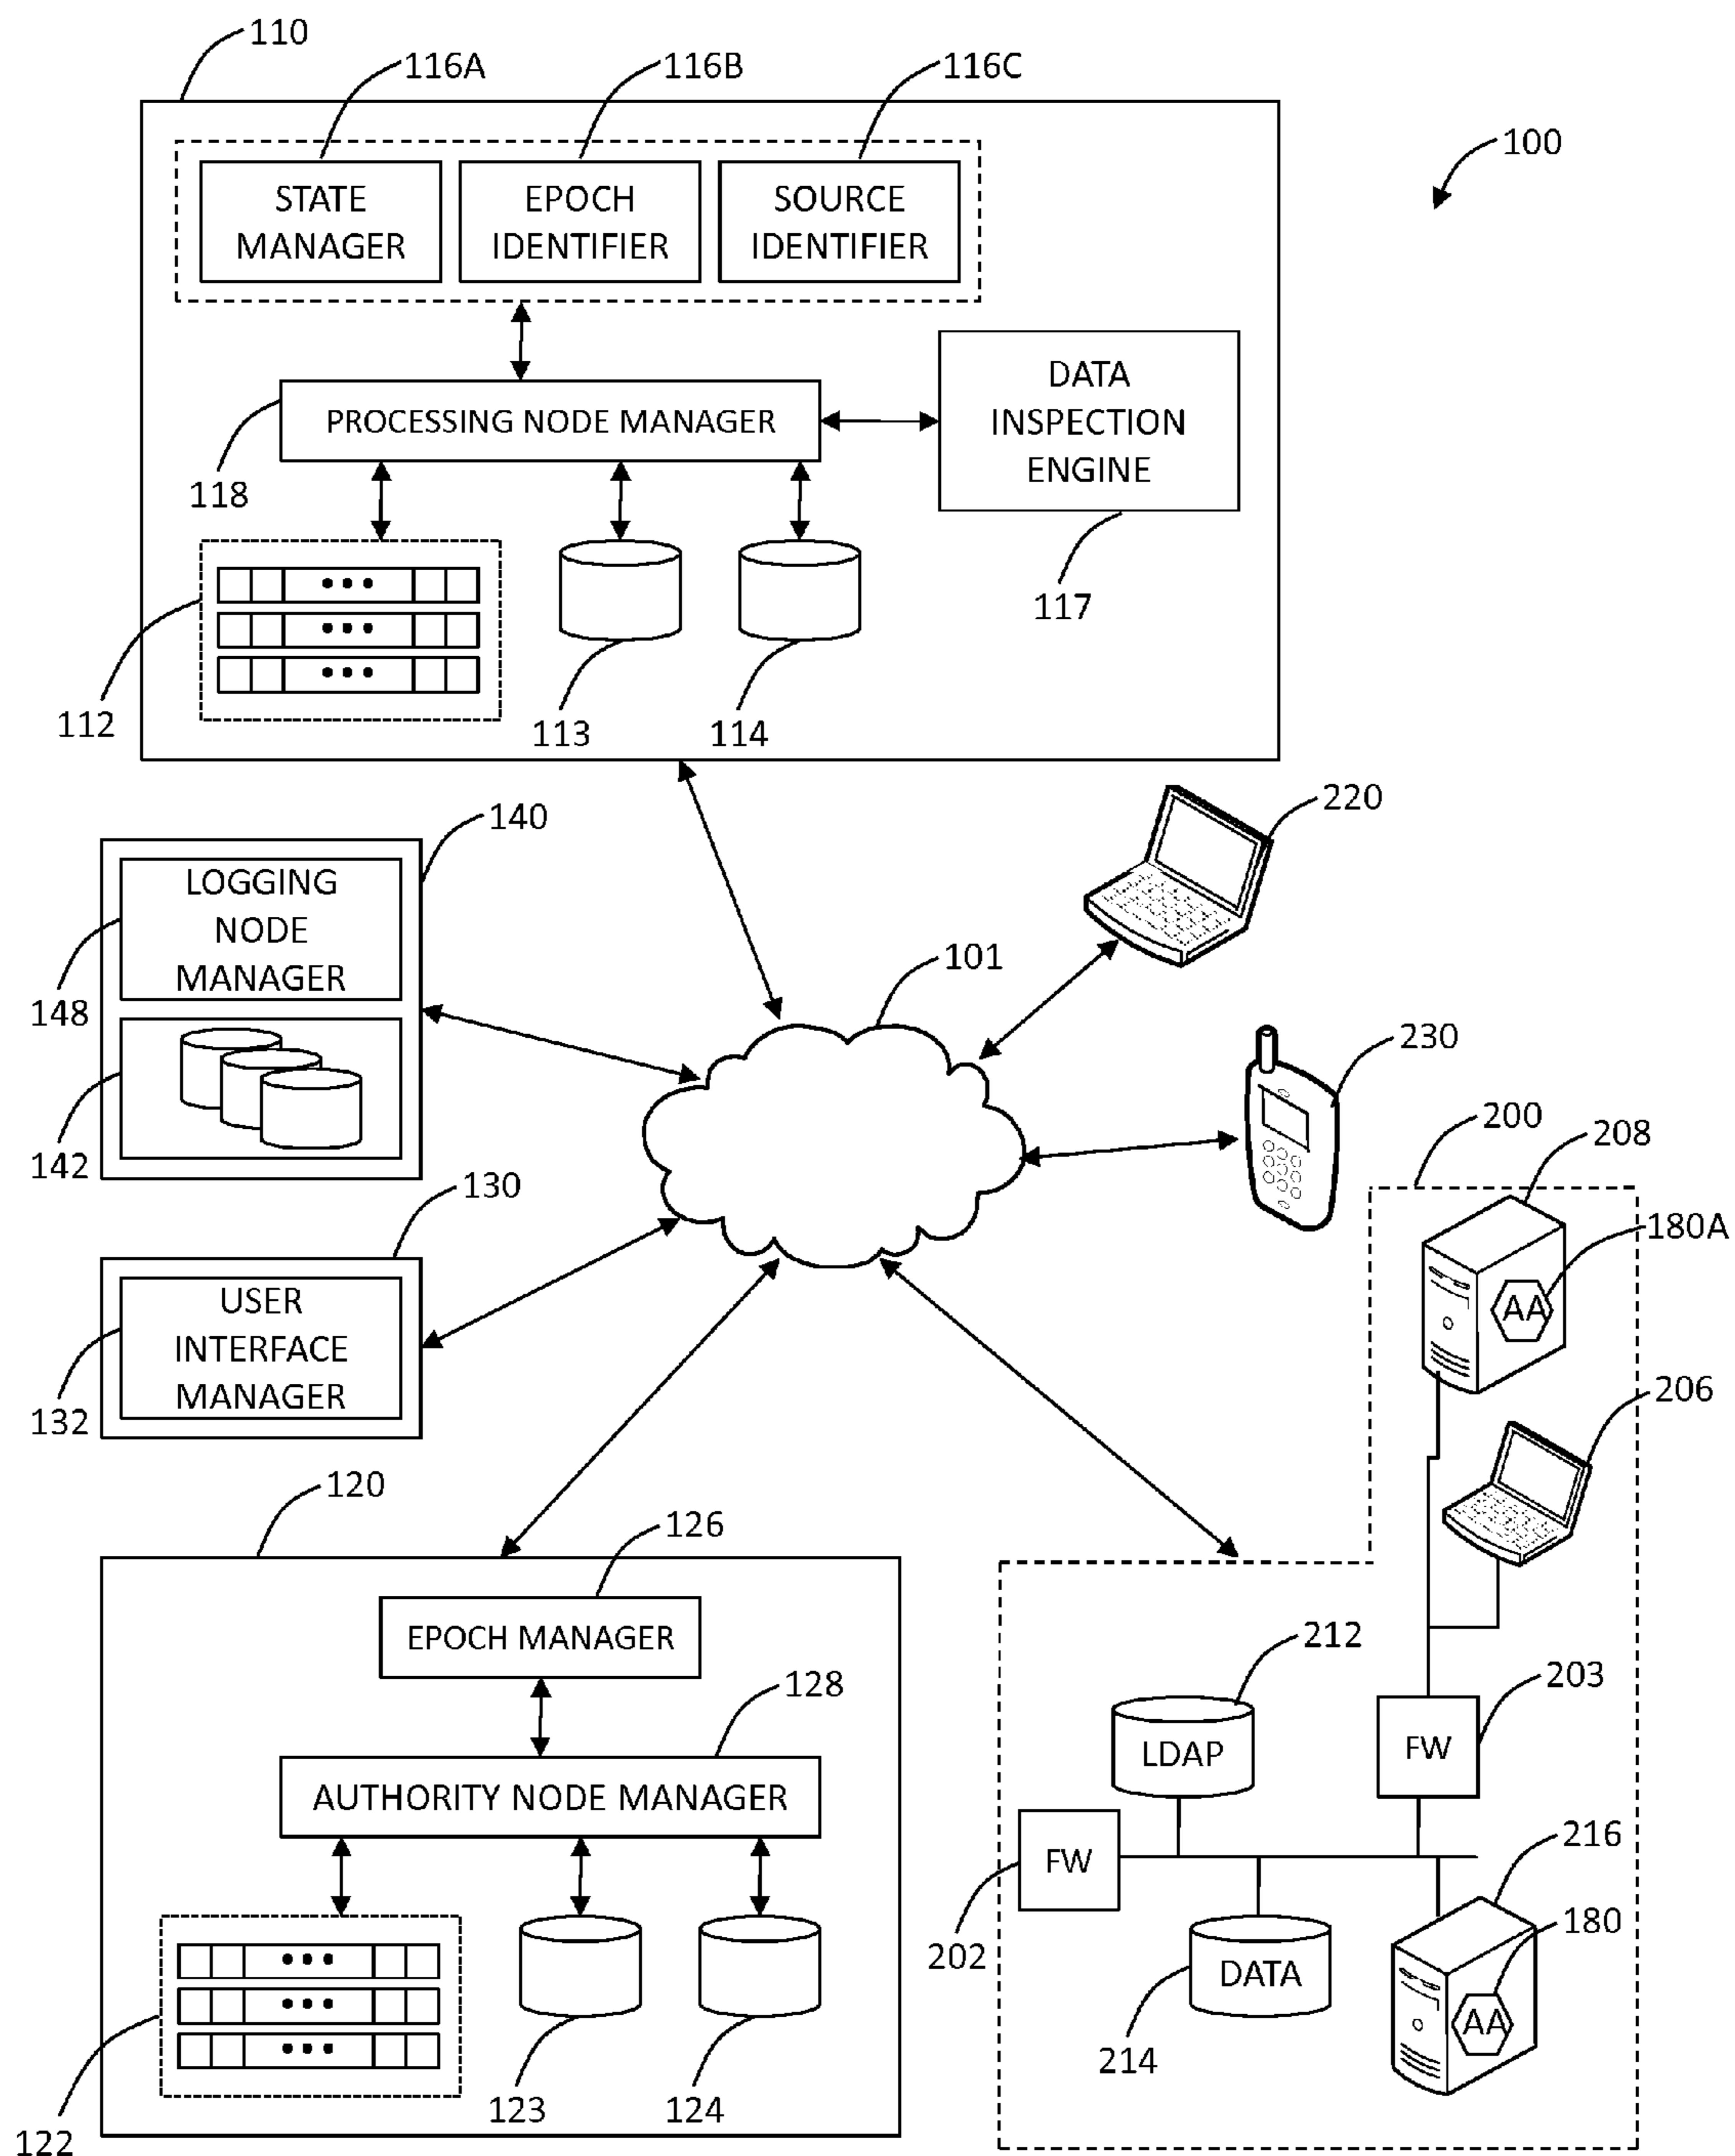 110
116A
116B
116C
100
STATE
MANAGER
EPOCH
IDENTIFIER
SOURCE
IDENTIFIER
DATA
INSPECTION
ENGINE
PROCESSING NODE MANAGER
118
117
112
113
114
220
140
LOGGING
NODE
MANAGER
148
101
142
230
200
208
180A
AA
130
USER
INTERFACE
MANAGER
132
206
120
126
EPOCH MANAGER
128
AUTHORITY NODE MANAGER
122
123
124
212
LDAP
203
FW
FW
202
216
180
AA
DATA
214